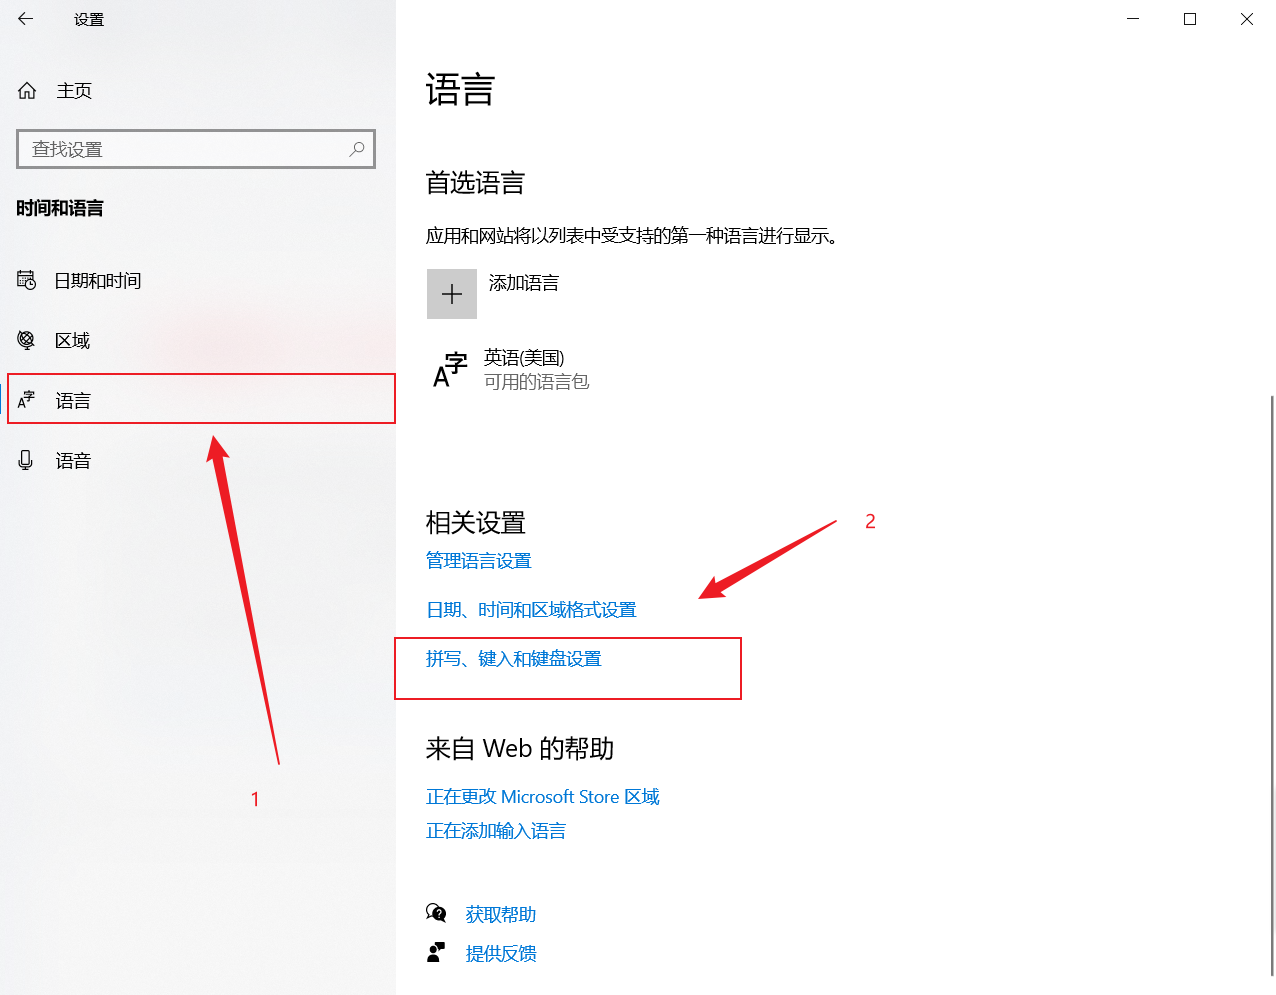 设置
主页
查找设置
时间和语言
日期和时间
区域
语言
语音
1
语言
首选语言
应用和网站将以列表中受支持的第一种语言进行显示。
添加语言
A字
英语(美国)
可用的语言包
相关设置
2
管理语言设置
日期、时间和区域格式设置
拼写、键入和键盘设置
来自 Web 的帮助
正在更改 Microsoft Store 区域
正在添加输入语言
获取帮助
提供反馈